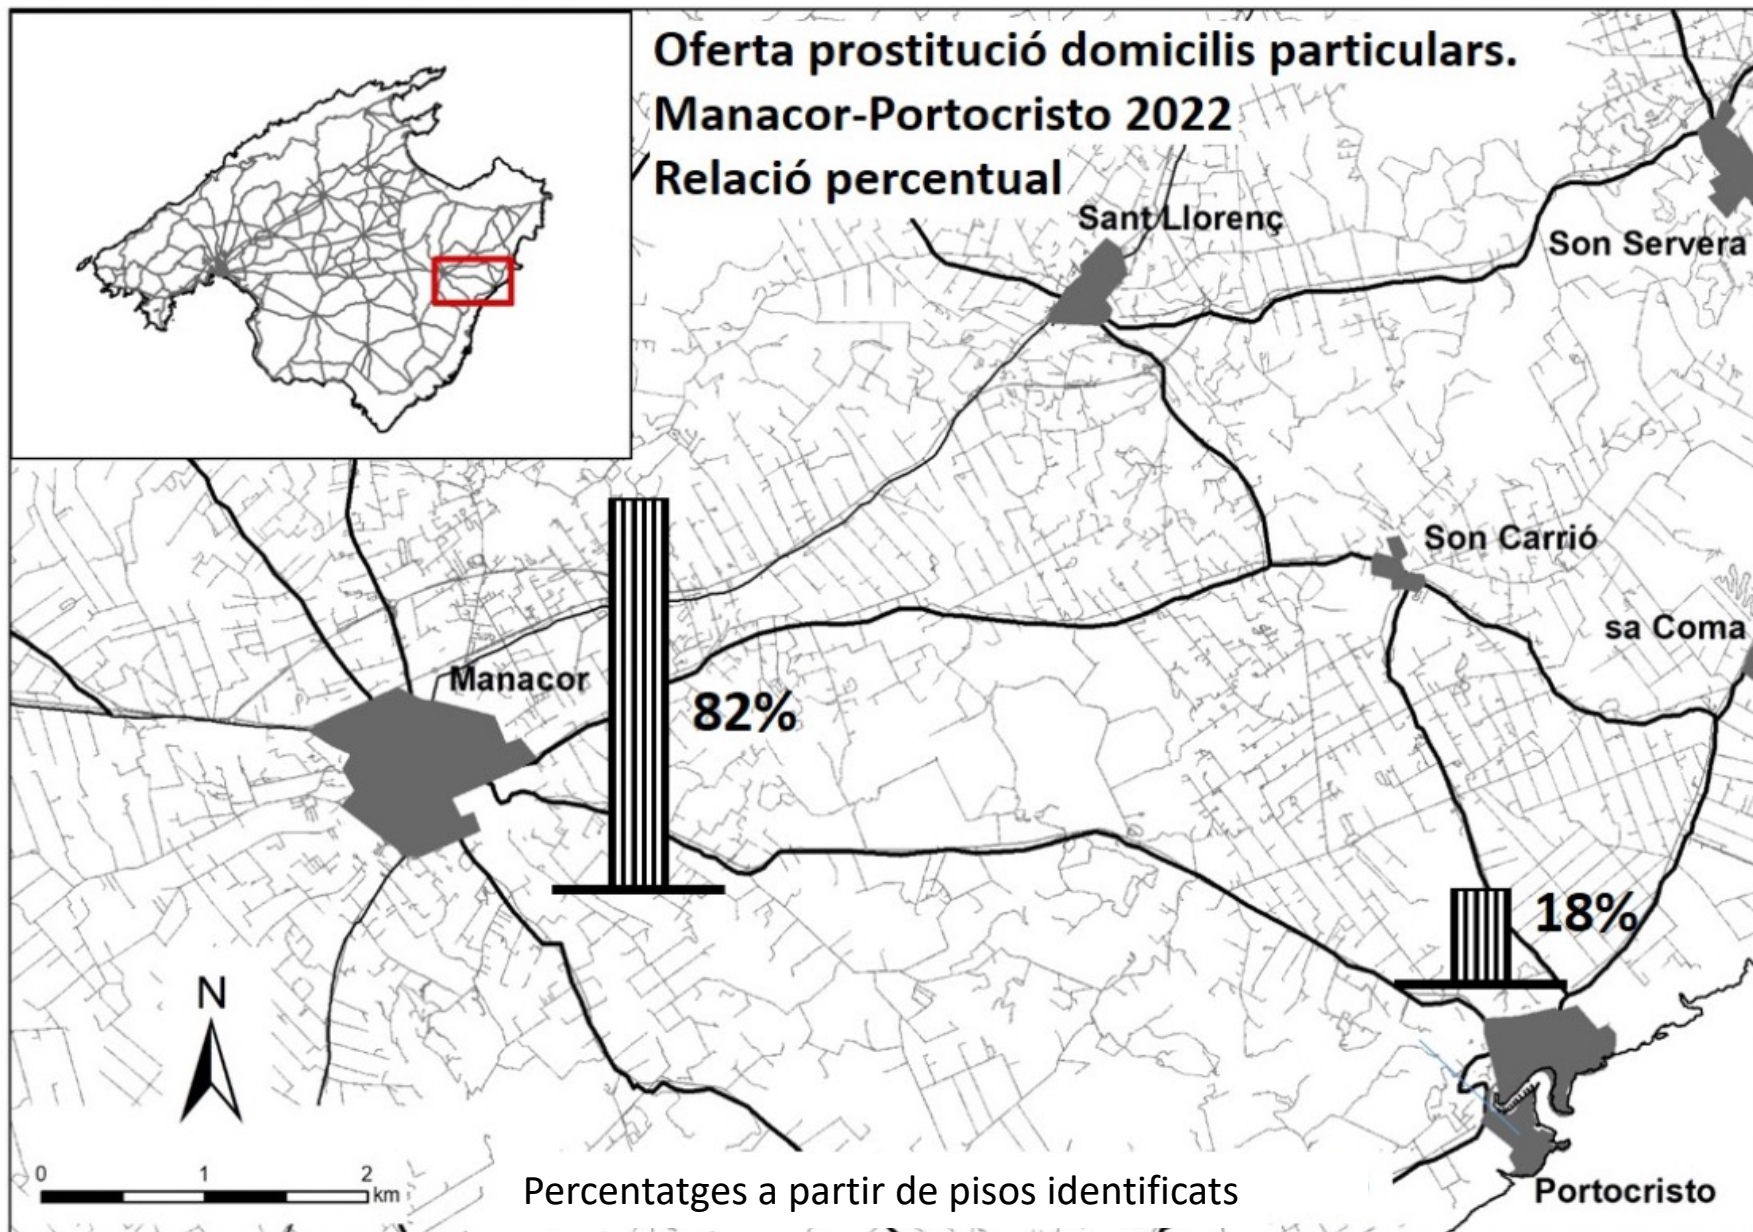 Oferta prostitució domicilis particulars.
Manacor-Portocristo 2022
Relació percentual
Sant Llorenç
Son Servera
Son Carrió
sa Coma
Manacor
82%
18%
N
0 1 2 km
Percentatges a partir de pisos identificats
Portocristo